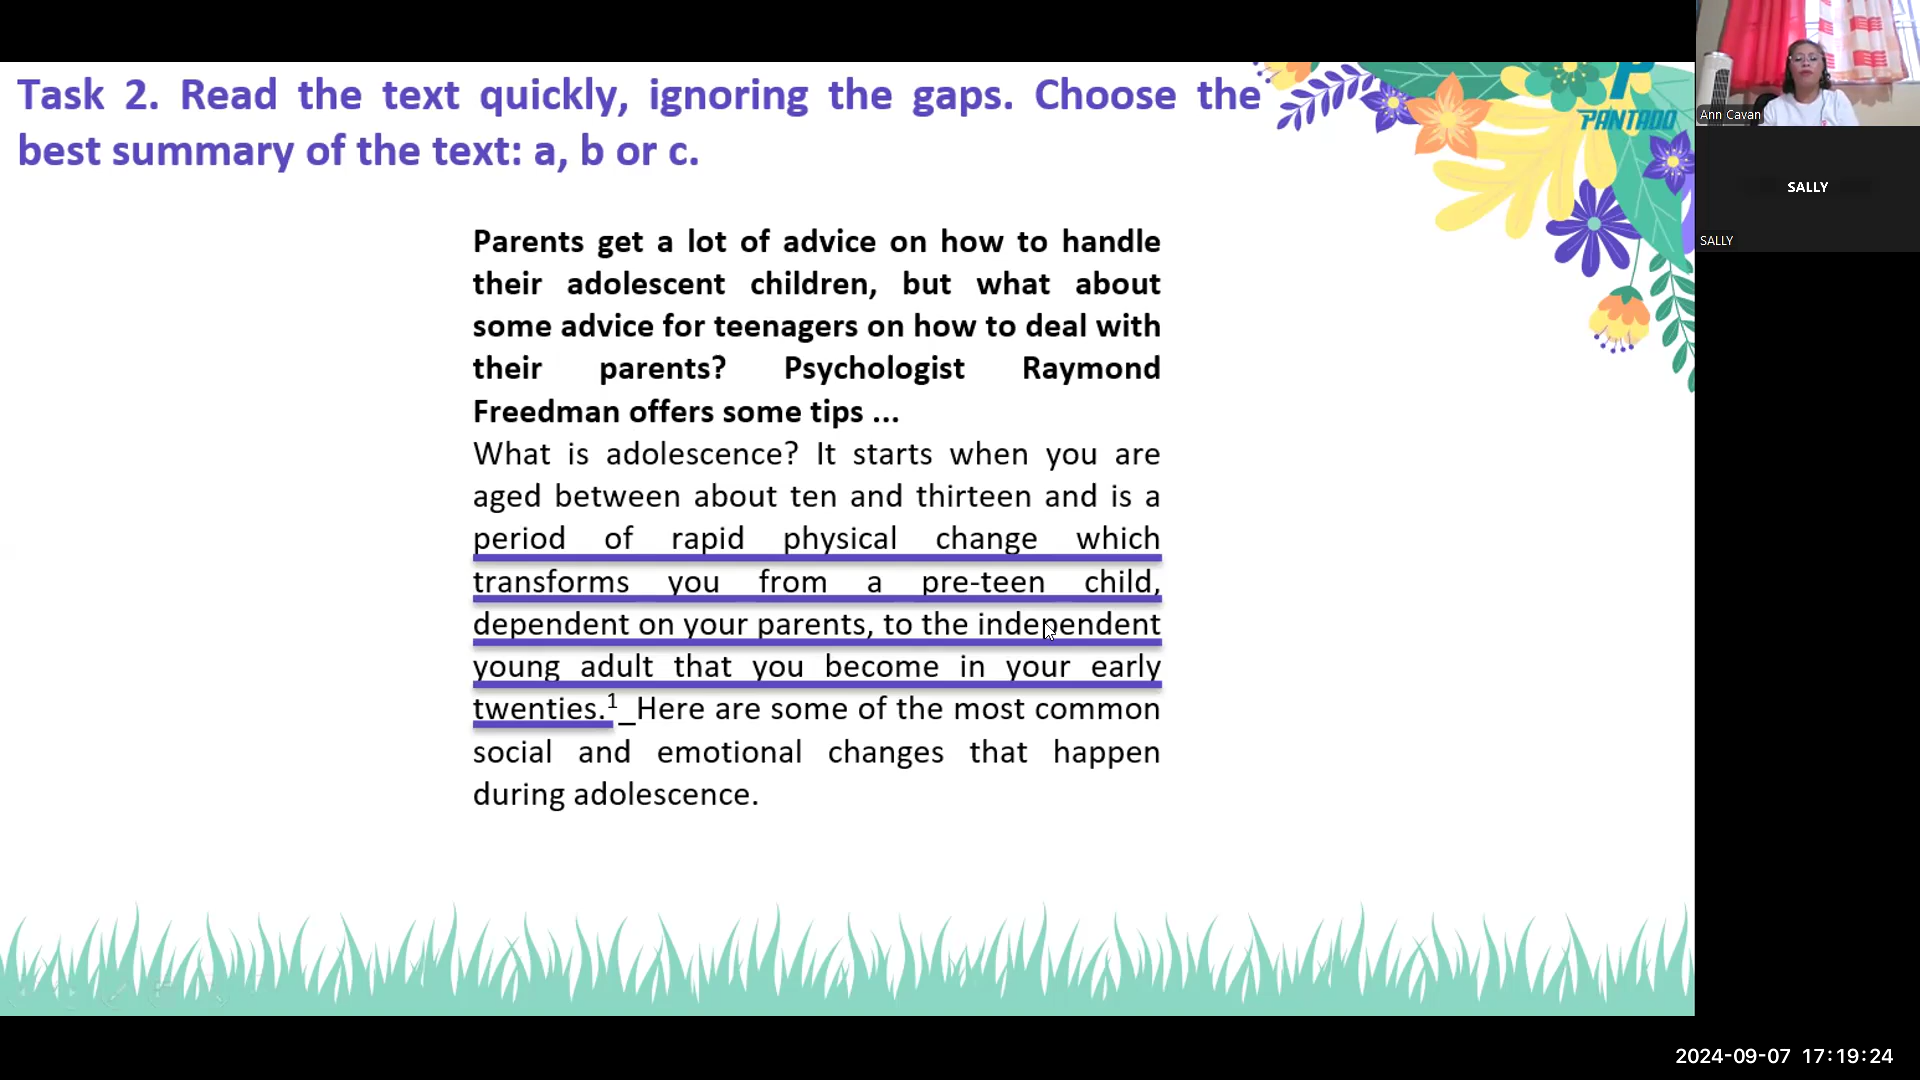 Task 2. Read the text quickly, ignoring the gaps. Choose the
best summary of the text: a, b or c.
PANTADO
Parents get a lot of advice on how to handle
their adolescent children, but what about
some advice for teenagers on how to deal with
their parents? Psychologist Raymond
Freedman offers some tips ...
What is adolescence? It starts when you are
aged between about ten and thirteen and is a
period of rapid physical change which
transforms you from a pre-teen child,
dependent on your parents, to the independent
young adult that you become in your early
twenties.¹_Here are some of the most common
social and emotional changes that happen
during adolescence.
Ann Cavan
SALLY
SALLY
2024-09-07 17:19:24